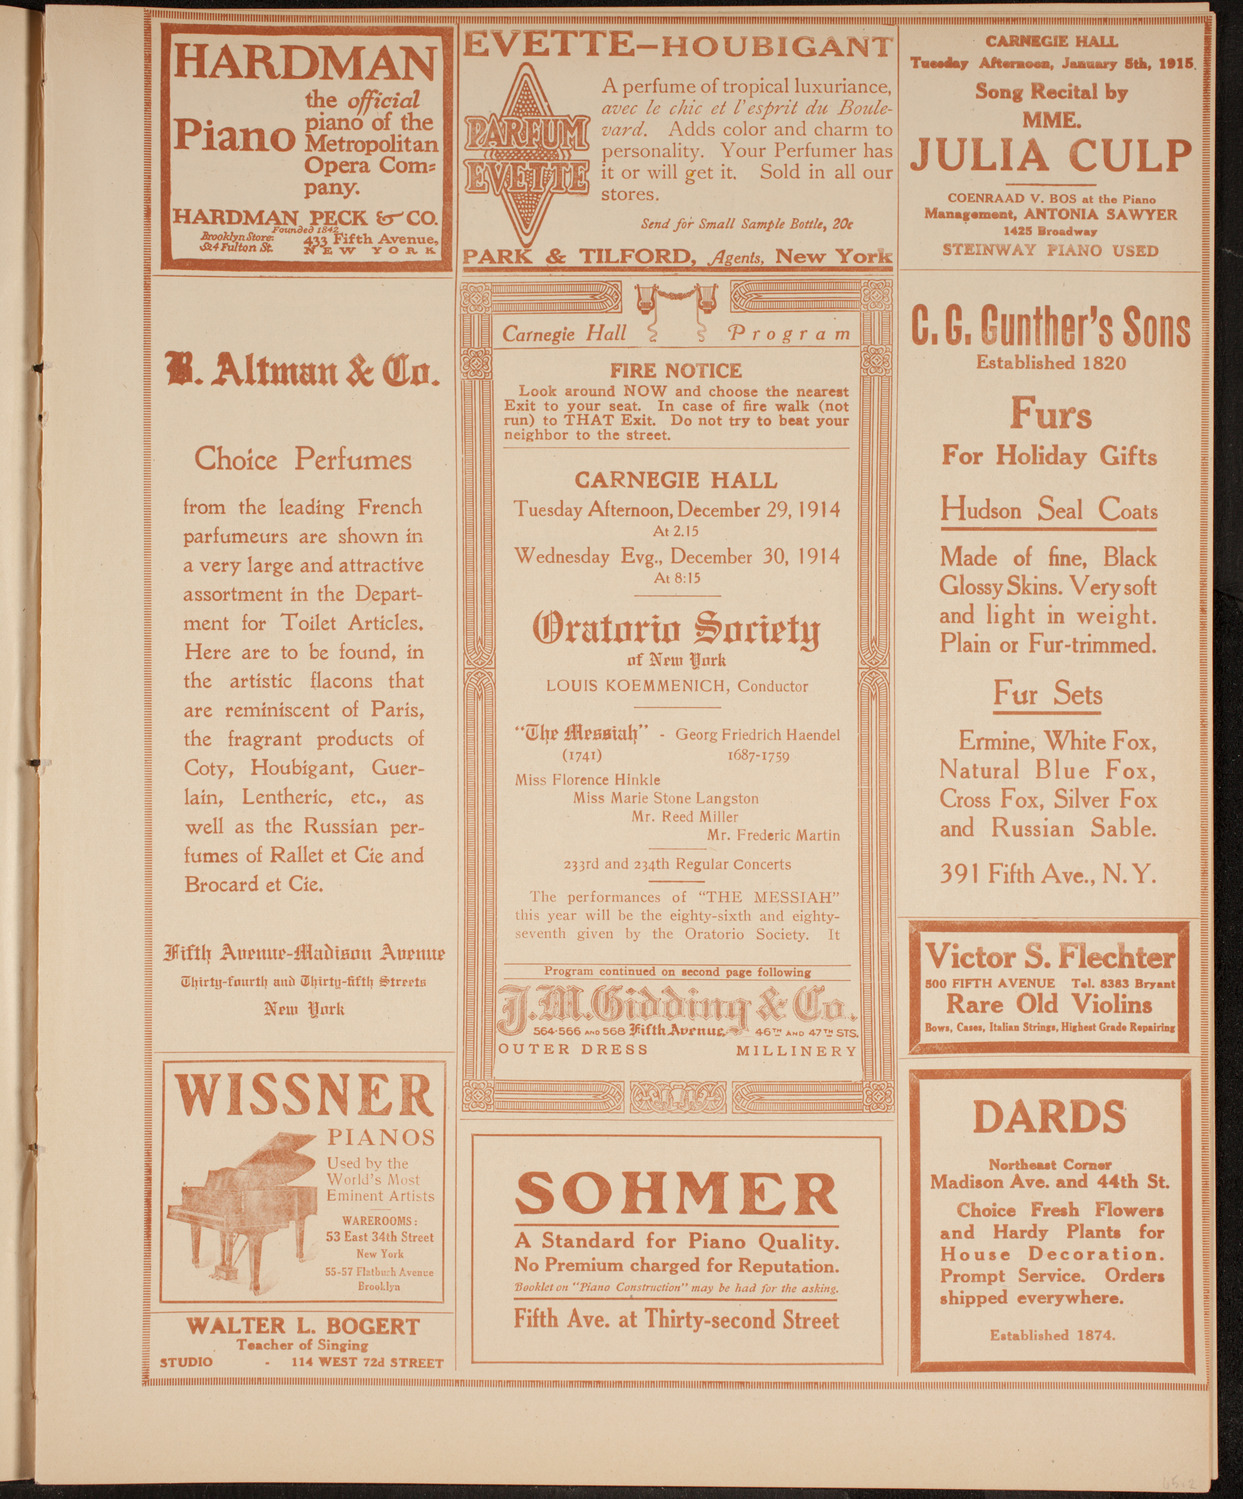 HARDMAN
Piano
the official
piano of the
Metropolitan
Opera Com=
pany.
HARDMAN, PECK & CO.
Founded 1842
Brooklyn Store:
524 Fulton St.
433 Fifth Avenue,
NEW YORK
B. Altman & Co.
Choice Perfumes
from the leading French
parfumeurs are shown in
a very large and attractive
assortment in the Depart-
ment for Toilet Articles.
Here are to be found, in
the artistic flacons that
are reminiscent of Paris,
the fragrant products of
Coty, Houbigant, Guer-
lain, Lentheric, etc., as
well as the Russian per-
fumes of Rallet et Cie and
Brocard et Cie.
Fifth Avenue-Madison Avenue
Thirty-fourth and Thirty-fifth Streets
New York
WISSNER
PIANOS
Used by the
World's Most
Eminent Artists
WAREROOMS:
53 East 34th Street
New York
55-57 Flatbush Avenue
Brooklyn
WALTER L. BOGERT
Teacher of Singing
STUDIO - 114 WEST 72d STREET
EVETTE-HOUBIGANT
PARFUM
EVETTE
A perfume of tropical luxuriance,
avec le chic et l'esprit du Boule-
vard. Adds color and charm to
personality. Your Perfumer has
it or will get it. Sold in all our
stores.
Send for Small Sample Bottle, 20c
PARK & TILFORD, Agents, New York
Carnegie Hall Program
FIRE NOTICE
Look around NOW and choose the nearest
Exit to your seat. In case of fire walk (not
run) to THAT Exit. Do not try to beat your
neighbor to the street.
CARNEGIE HALL
Tuesday Afternoon, December 29, 1914
At 2.15
Wednesday Evg., December 30, 1914
At 8:15
Oratorio Society
of New York
LOUIS KOEMMENICH, Conductor
"The Messiah" - Georg Friedrich Haendel
(1741) 1687-1759
Miss Florence Hinkle
Miss Marie Stone Langston
Mr. Reed Miller
Mr. Frederic Martin
233rd and 234th Regular Concerts
The performances of "THE MESSIAH"
this year will be the eighty-sixth and eighty-
seventh given by the Oratorio Society. It
Program continued on second page following
J.M.Gidding & Co.
564-566 AND 568 Fifth Avenue 46TH AND 47TH STS.
OUTER DRESS MILLINERY
SOHMER
A Standard for Piano Quality.
No Premium charged for Reputation.
Booklet on "Piano Construction" may be had for the asking.
Fifth Ave. at Thirty-second Street
CARNEGIE HALL
Tuesday Afternoon, January 5th, 1915.
Song Recital by
MME.
JULIA CULP
COENRAAD V. BOS at the Piano
Management, ANTONIA SAWYER
1425 Broadway
STEINWAY PIANO USED
C. G. Gunther's Sons
Established 1820
Furs
For Holiday Gifts
Hudson Seal Coats
Made of fine, Black
Glossy Skins. Very soft
and light in weight.
Plain or Fur-trimmed.
Fur Sets
Ermine, White Fox,
Natural Blue Fox,
Cross Fox, Silver Fox
and Russian Sable.
391 Fifth Ave., N. Y.
Victor S. Flechter
500 FIFTH AVENUE Tel. 8383 Bryant
Rare Old Violins
Bows, Cases, Italian Strings, Highest Grade Repairing
DARDS
Northeast Corner
Madison Ave. and 44th St.
Choice Fresh Flowers
and Hardy Plants for
House Decoration.
Prompt Service. Orders
shipped everywhere.
Established 1874.